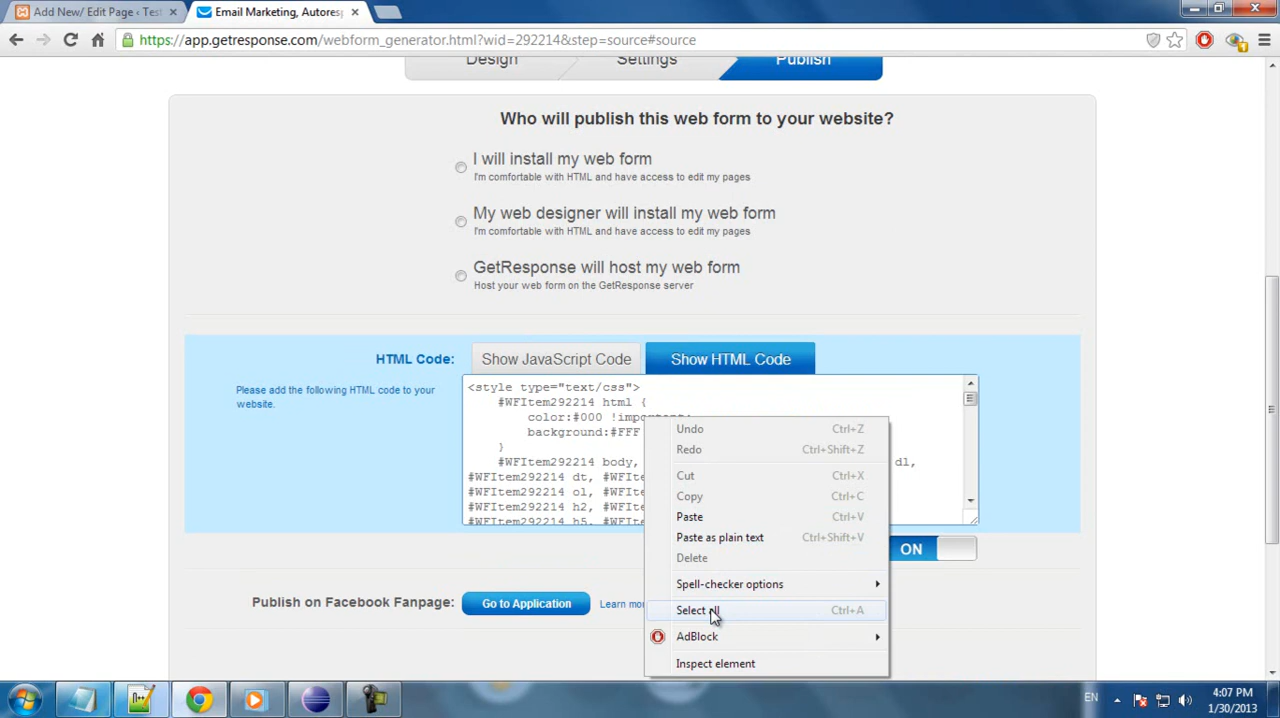 Add New/ Edit Page ‹ Test
Email Marketing, Autoresp
https://app.getresponse.com/webform_generator.html?wid=292214&step=source#source
Design
Settings
Publish
Who will publish this web form to your website?
I will install my web form
I'm comfortable with HTML and have access to edit my pages
My web designer will install my web form
I'm comfortable with HTML and have access to edit my pages
GetResponse will host my web form
Host your web form on the GetResponse server
HTML Code:
Show JavaScript Code
Show HTML Code
Please add the following HTML code to your
website.
<style type="text/css">
#WFItem292214 html {
color:#000 !important;
background:#FFF
}
#WFItem292214 body, dl,
#WFItem292214 dt,
#WFItem292214 ol,
#WFItem292214 h2,
#WFItem292214 h5,
Undo Ctrl+Z
Redo Ctrl+Shift+Z
Cut Ctrl+X
Copy Ctrl+C
Paste Ctrl+V
Paste as plain text Ctrl+Shift+V
Delete
Spell-checker options
Select all Ctrl+A
AdBlock
Inspect element
ON
Publish on Facebook Fanpage:
Go to Application
Learn mo
EN
4:07 PM
1/30/2013